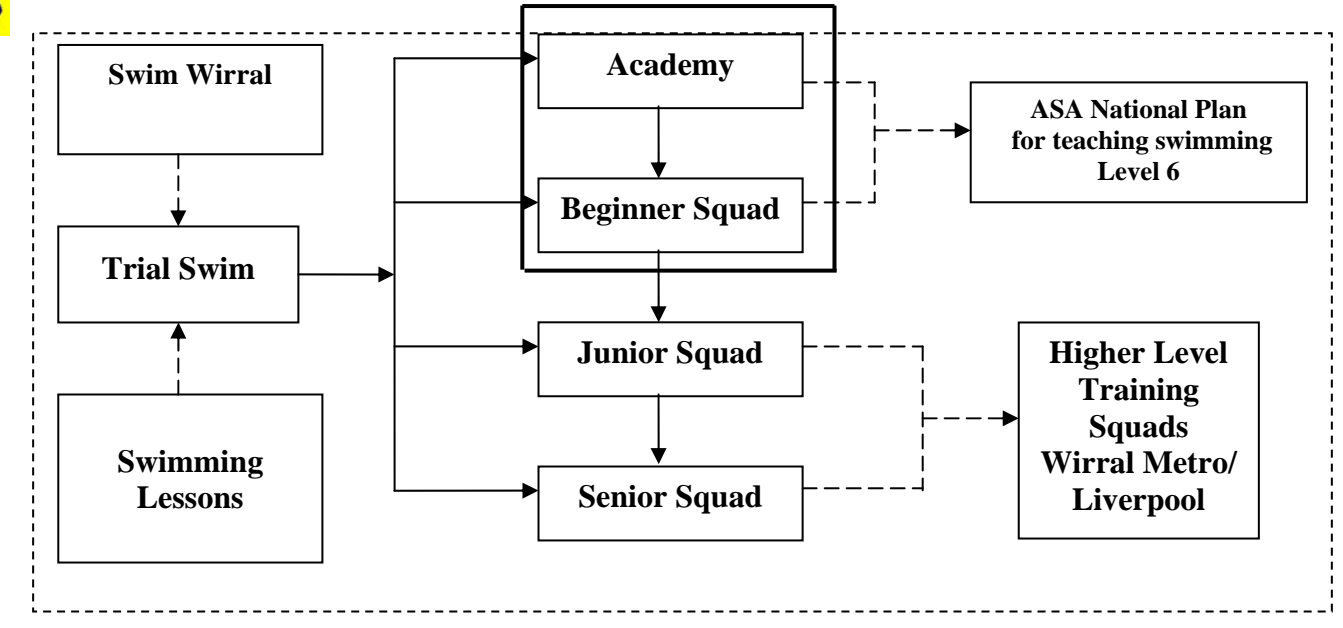 Swim Wirral
Academy
ASA National Plan
for teaching swimming
Level 6
Beginner Squad
Trial Swim
Junior Squad
Higher Level
Training
Squads
Wirral Metro/
Liverpool
Swimming
Lessons
Senior Squad